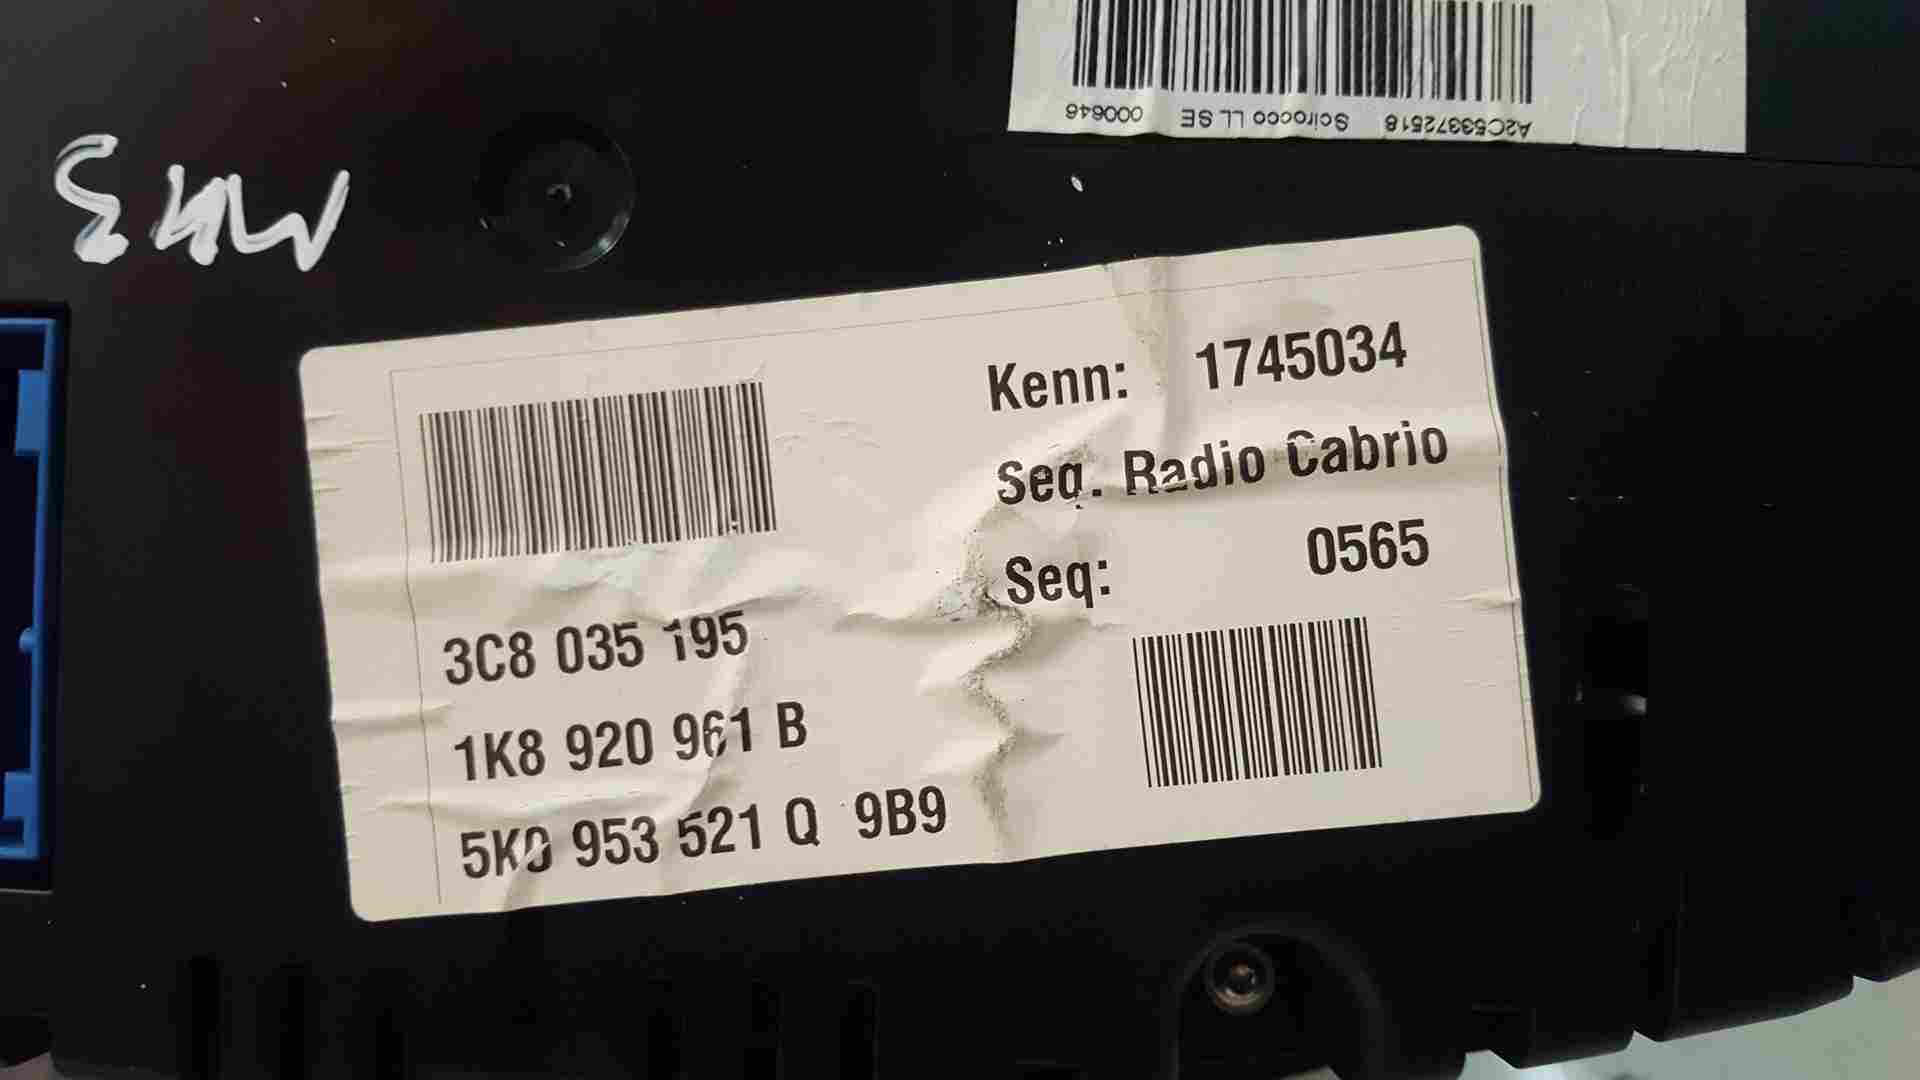 A2C53372518 Scirocco LL SE 000646
Kenn: 1745034
Seq. Radio Cabrio
Seq: 0565
3C8 035 195
1K8 920 961 B
5K0 953 521 Q 9B9